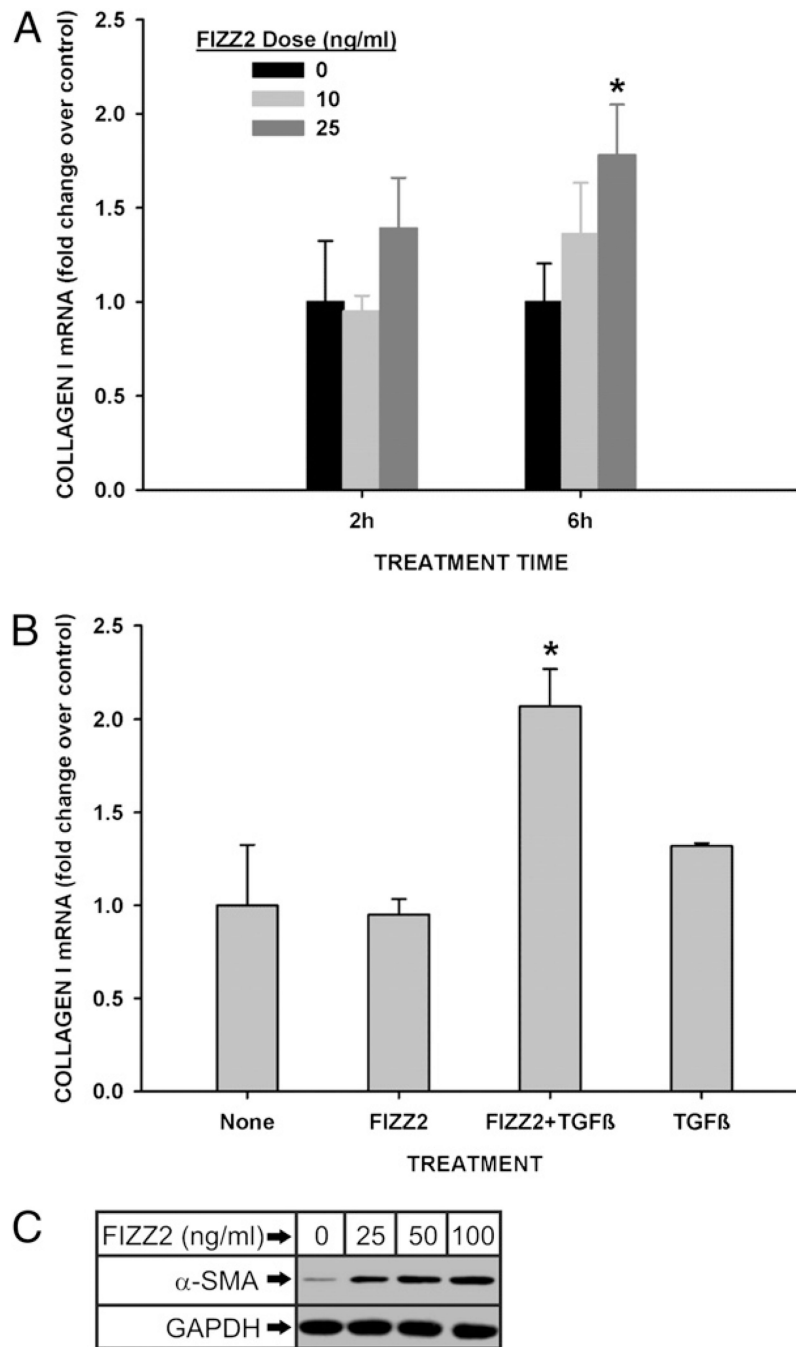 A
COLLAGEN I mRNA (fold change over control)
2.5
2.0
1.5
1.0
0.5
0.0
FIZZ2 Dose (ng/ml)
0
10
25
*
2h 6h
TREATMENT TIME
B
COLLAGEN I mRNA (fold change over control)
2.5
2.0
1.5
1.0
0.5
0.0
*
None FIZZ2 FIZZ2+TGFß TGFß
TREATMENT
C
FIZZ2 (ng/ml) 0 25 50 100
α-SMA
GAPDH